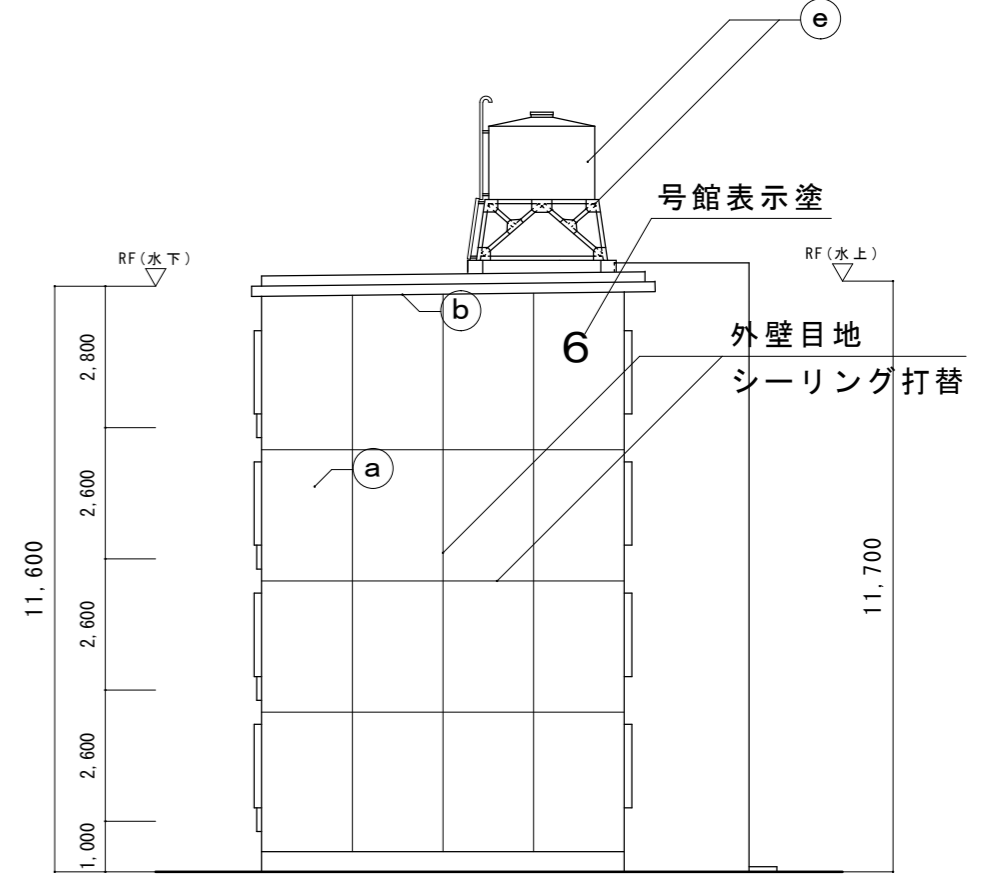 e
号館表示塗
RF(水下)
RF(水上)
b
6
外壁目地
シーリング打替
2,800
a
2,600
11,600
11,700
2,600
2,600
1,000